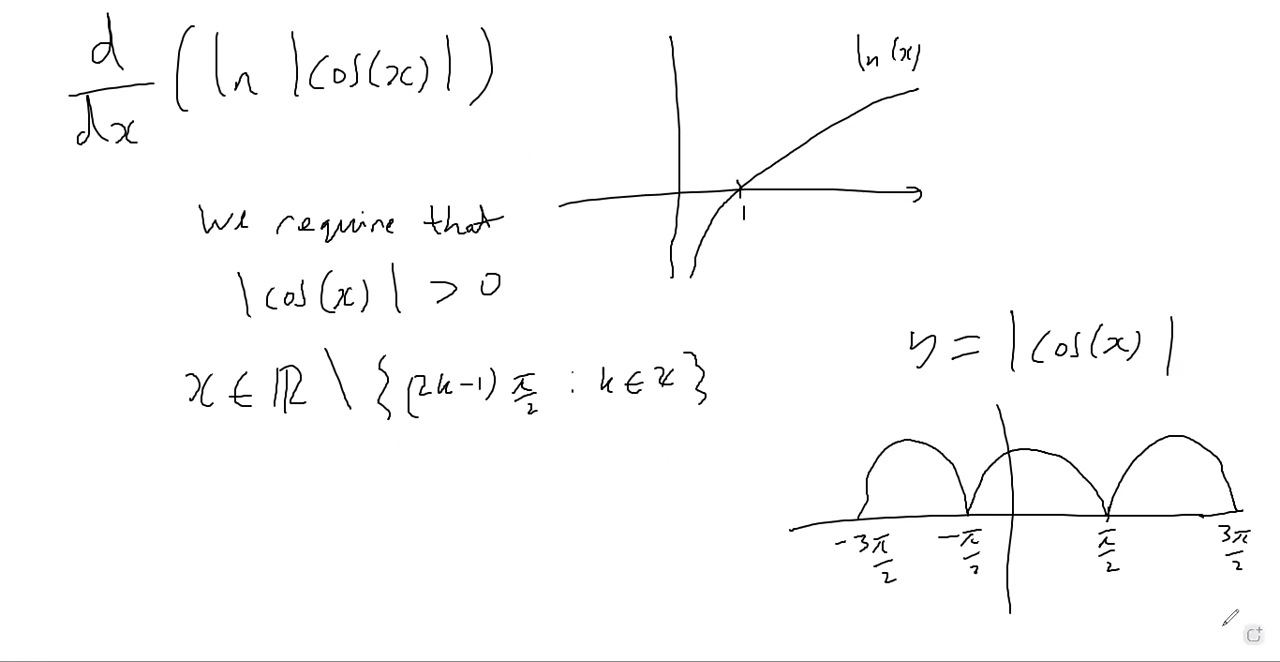 d/dx (ln |cos(x)|)
ln(x)
1
We require that
|cos(x)| > 0
x ∈ ℝ \ {(2k-1) π/2 : k ∈ ℤ}
y = |cos(x)|
-3π/2 -π/2 π/2 3π/2